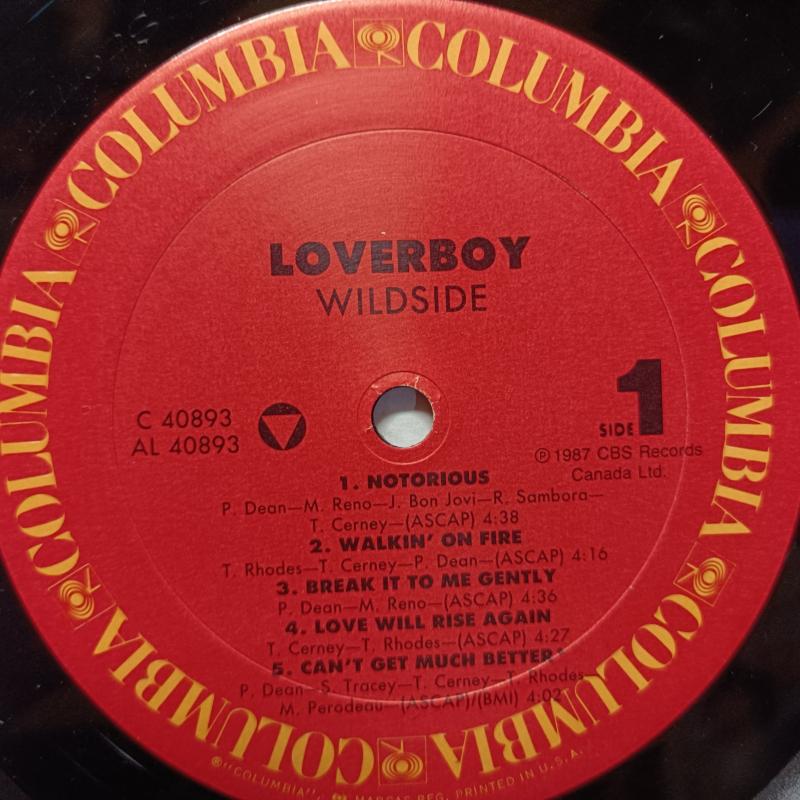 COLUMBIA COLUMBIA COLUMBIA COLUMBIA COLUMBIA COLUMBIA COLUMBIA COLUMBIA
LOVERBOY
WILDSIDE
C 40893
AL 40893
SIDE 1
℗ 1987 CBS Records
Canada Ltd.
1. NOTORIOUS
P. Dean—M. Reno—J. Bon Jovi—R. Sambora—
T. Cerney—(ASCAP) 4:38
2. WALKIN' ON FIRE
T. Rhodes—T. Cerney—P. Dean—(ASCAP) 4:16
3. BREAK IT TO ME GENTLY
P. Dean—M. Reno—(ASCAP) 4:36
4. LOVE WILL RISE AGAIN
T. Cerney—T. Rhodes—(ASCAP) 4:27
5. CAN'T GET MUCH BETTER*
P. Dean—S. Tracey—T. Cerney—T. Rhodes—
M. Perodeau—(ASCAP)/(BMI) 4:02
®"COLUMBIA", MARCAS REG. PRINTED IN U.S.A.